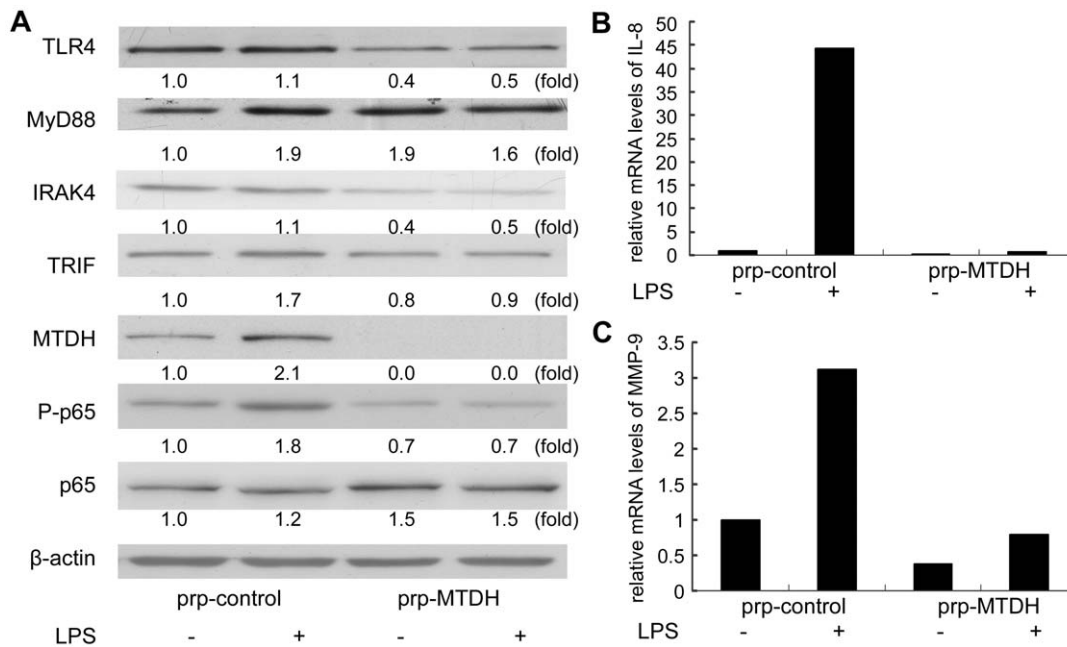 A
TLR4
1.0 1.1 0.4 0.5 (fold)
MyD88
1.0 1.9 1.9 1.6 (fold)
IRAK4
1.0 1.1 0.4 0.5 (fold)
TRIF
1.0 1.7 0.8 0.9 (fold)
MTDH
1.0 2.1 0.0 0.0 (fold)
P-p65
1.0 1.8 0.7 0.7 (fold)
p65
1.0 1.2 1.5 1.5 (fold)
β-actin
prp-control prp-MTDH
LPS - + - +
B
relative mRNA levels of IL-8
50
45
40
35
30
25
20
15
10
5
0
prp-control prp-MTDH
LPS - + - +
C
relative mRNA levels of MMP-9
3.5
3
2.5
2
1.5
1
0.5
0
prp-control prp-MTDH
LPS - + - +